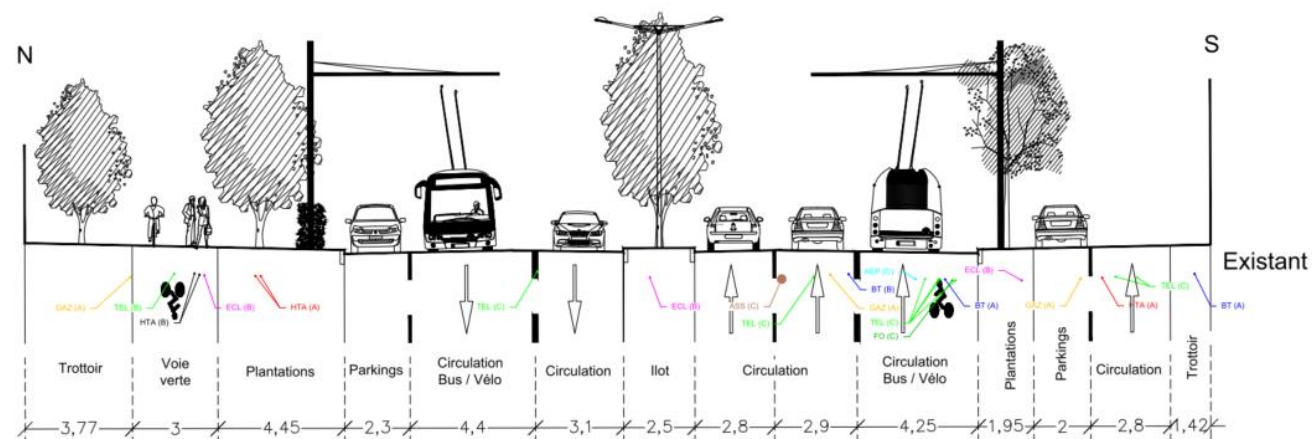 N
S
Existant
GAZ (A)
TEL (B)
HTA (B)
ECL (B)
HTA (A)
TEL (C)
ECL (B)
ASS (C)
TEL (C)
BT (B)
GAZ (A)
AEP (C)
TEL (C)
FO (C)
BT (A)
ECL (B)
GAZ (A)
HTA (A)
TEL (C)
BT (A)
Trottoir
Voie
verte
Plantations
Parkings
Circulation
Bus / Vélo
Circulation
Ilot
Circulation
Circulation
Bus / Vélo
Plantations
Parkings
Circulation
Trottoir
3,77
3
4,45
2,3
4,4
3,1
2,5
2,8
2,9
4,25
1,95
2
2,8
1,42